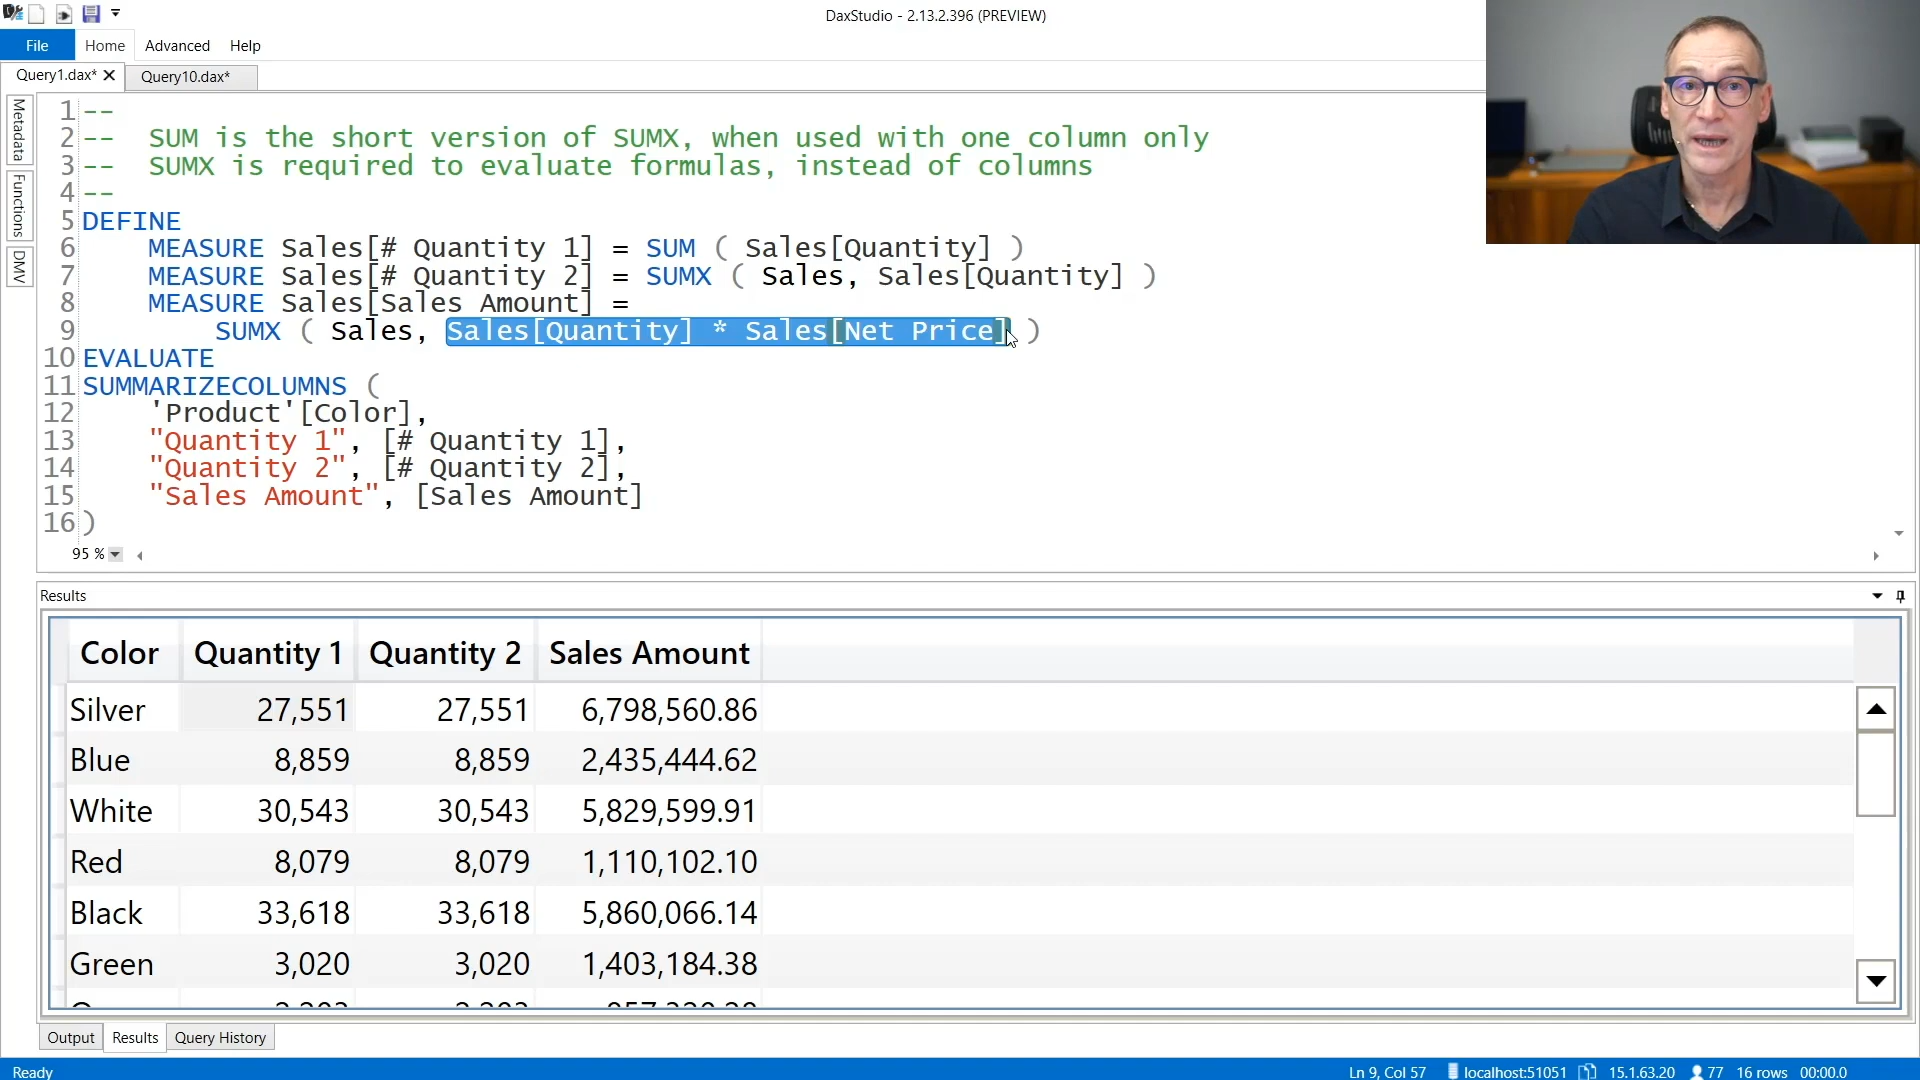 DaxStudio - 2.13.2.396 (PREVIEW)
File Home Advanced Help
Query1.dax* Query10.dax*
Metadata
Functions
DMV
1 --
2 -- SUM is the short version of SUMX, when used with one column only
3 -- SUMX is required to evaluate formulas, instead of columns
4 --
5 DEFINE
6 MEASURE Sales[# Quantity 1] = SUM ( Sales[Quantity] )
7 MEASURE Sales[# Quantity 2] = SUMX ( Sales, Sales[Quantity] )
8 MEASURE Sales[Sales Amount] =
9 SUMX ( Sales, Sales[Quantity] * Sales[Net Price] )
10 EVALUATE
11 SUMMARIZECOLUMNS (
12 'Product'[Color],
13 "Quantity 1", [# Quantity 1],
14 "Quantity 2", [# Quantity 2],
15 "Sales Amount", [Sales Amount]
16 )
95 %
Results
Color Quantity 1 Quantity 2 Sales Amount
Silver 27,551 27,551 6,798,560.86
Blue 8,859 8,859 2,435,444.62
White 30,543 30,543 5,829,599.91
Red 8,079 8,079 1,110,102.10
Black 33,618 33,618 5,860,066.14
Green 3,020 3,020 1,403,184.38
Output Results Query History
Ready Ln 9, Col 57 localhost:51051 15.1.63.20 77 16 rows 00:00.0